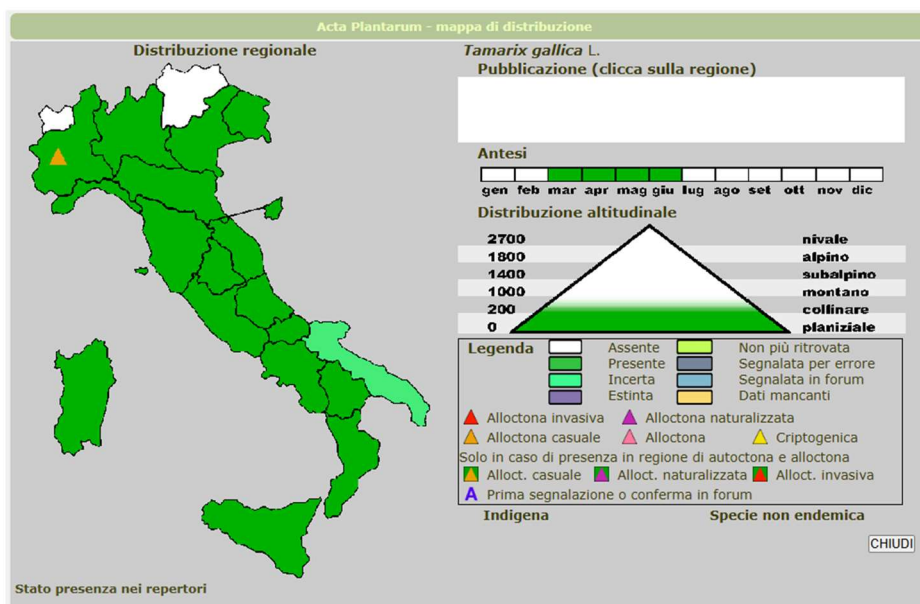 Acta Plantarum - mappa di distribuzione
Distribuzione regionale
Tamarix gallica L.
Pubblicazione (clicca sulla regione)
Antesi
gen feb mar apr mag giu lug ago set ott nov dic
Distribuzione altitudinale
2700 nivale
1800 alpino
1400 subalpino
1000 montano
200 collinare
0 planiziale
Legenda Assente Non più ritrovata
Presente Segnalata per errore
Incerta Segnalata in forum
Estinta Dati mancanti
Alloctona invasiva Alloctona naturalizzata
Alloctona casuale Alloctona Criptogenica
Solo in caso di presenza in regione di autoctona e alloctona
Alloct. casuale Alloct. naturalizzata Alloct. invasiva
A Prima segnalazione o conferma in forum
Indigena Specie non endemica
CHIUDI
Stato presenza nei repertori